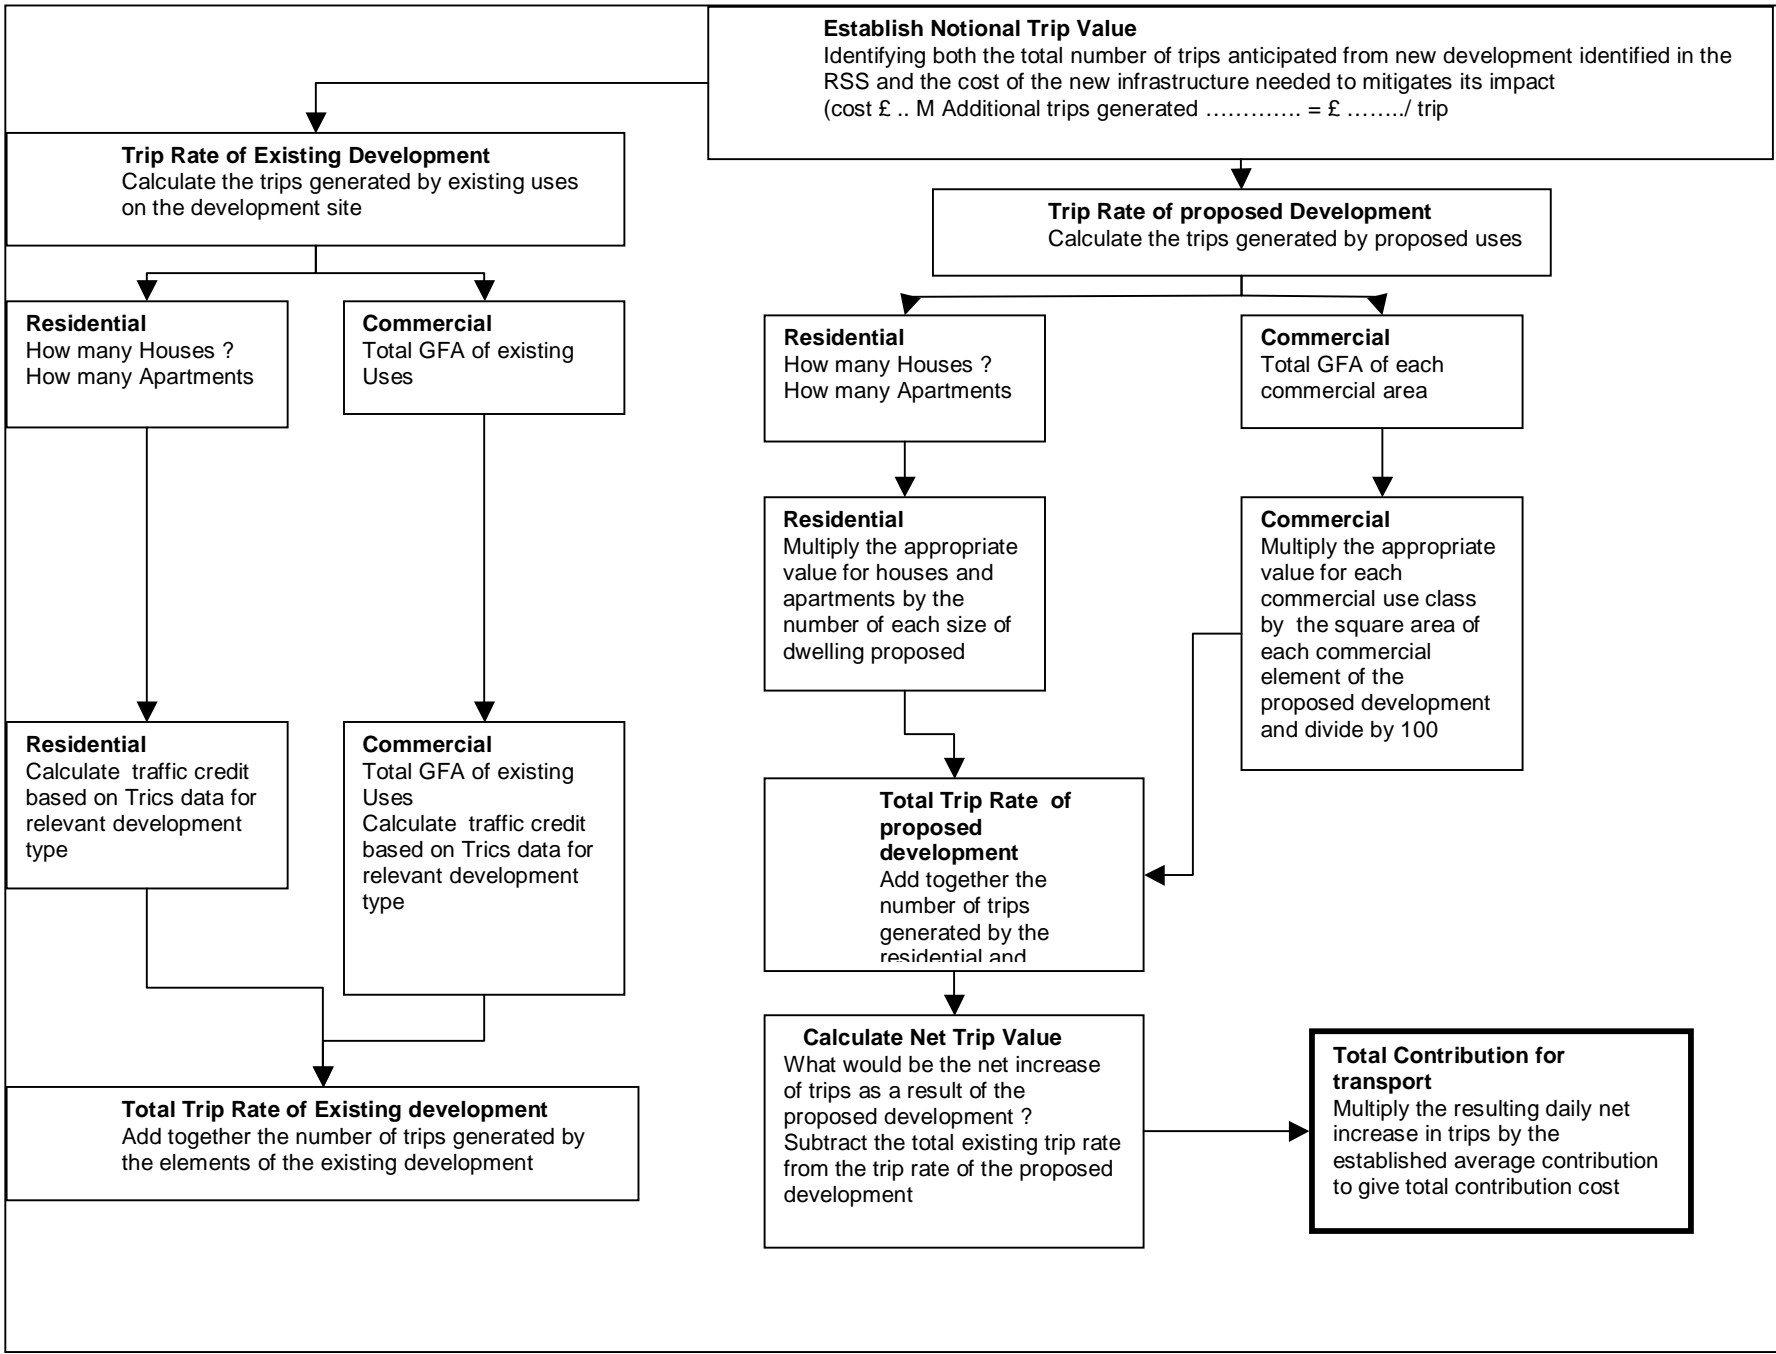 Establish Notional Trip Value
Identifying both the total number of trips anticipated from new development identified in the
RSS and the cost of the new infrastructure needed to mitigates its impact
(cost £ .. M Additional trips generated …………. = £ ……../ trip
Trip Rate of Existing Development
Calculate the trips generated by existing uses
on the development site
Trip Rate of proposed Development
Calculate the trips generated by proposed uses
Residential
How many Houses ?
How many Apartments
Commercial
Total GFA of existing
Uses
Residential
How many Houses ?
How many Apartments
Commercial
Total GFA of each
commercial area
Residential
Multiply the appropriate
value for houses and
apartments by the
number of each size of
dwelling proposed
Commercial
Multiply the appropriate
value for each
commercial use class
by  the square area of
each commercial
element of the
proposed development
and divide by 100
Residential
Calculate  traffic credit
based on Trics data for
relevant development
type
Commercial
Total GFA of existing
Uses
Calculate  traffic credit
based on Trics data for
relevant development
type
Total Trip Rate  of
proposed
development
Add together the
number of trips
generated by the
residential and
Calculate Net Trip Value
What would be the net increase
of trips as a result of the
proposed development ?
Subtract the total existing trip rate
from the trip rate of the proposed
development
Total Contribution for
transport
Multiply the resulting daily net
increase in trips by the
established average contribution
to give total contribution cost
Total Trip Rate of Existing development
Add together the number of trips generated by
the elements of the existing development